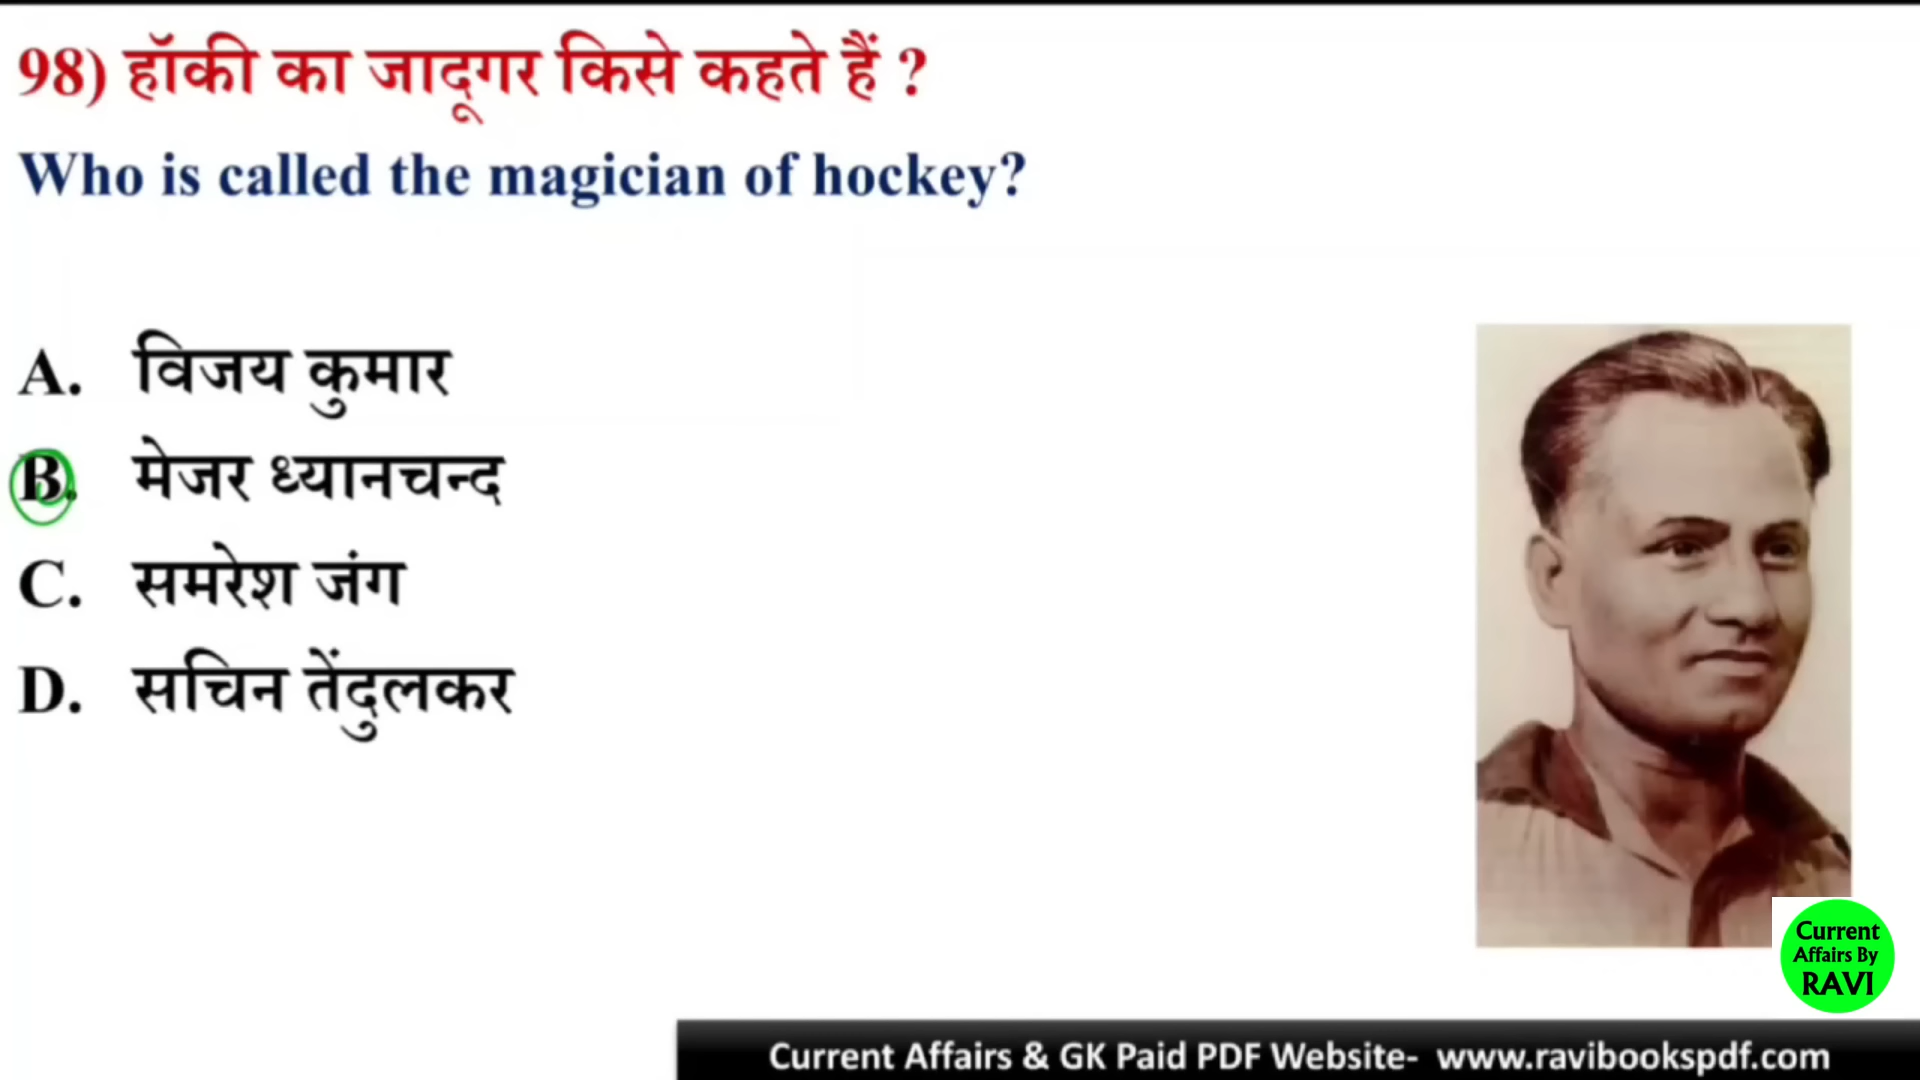 98) हॉकी का जादूगर किसे कहते हैं ?
Who is called the magician of hockey?
A. विजय कुमार
B. मेजर ध्यानचन्द
C. समरेश जंग
D. सचिन तेंदुलकर
Current
Affairs By
RAVI
Current Affairs & GK Paid PDF Website- www.ravibookspdf.com